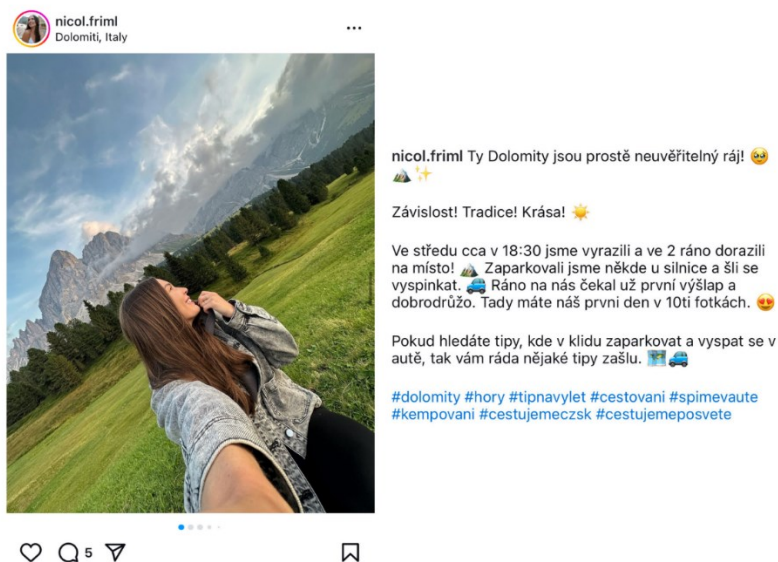 nicol.friml
Dolomiti, Italy
5
nicol.friml Ty Dolomity jsou prostě neuvěřitelný ráj! 🥹
⛰️✨
Závislost! Tradice! Krása! ☀️
Ve středu cca v 18:30 jsme vyrazili a ve 2 ráno dorazili
na místo! ⛰️ Zaparkovali jsme někde u silnice a šli se
vyspinkat. 🚙 Ráno na nás čekal už první výšlap a
dobrodrůžo. Tady máte náš prvni den v 10ti fotkách. 😍
Pokud hledáte tipy, kde v klidu zaparkovat a vyspat se v
autě, tak vám ráda nějaké tipy zašlu. 🗺️🚙
#dolomity #hory #tipnavylet #cestovani #spimevaute
#kempovani #cestujemeczsk #cestujemeposvete